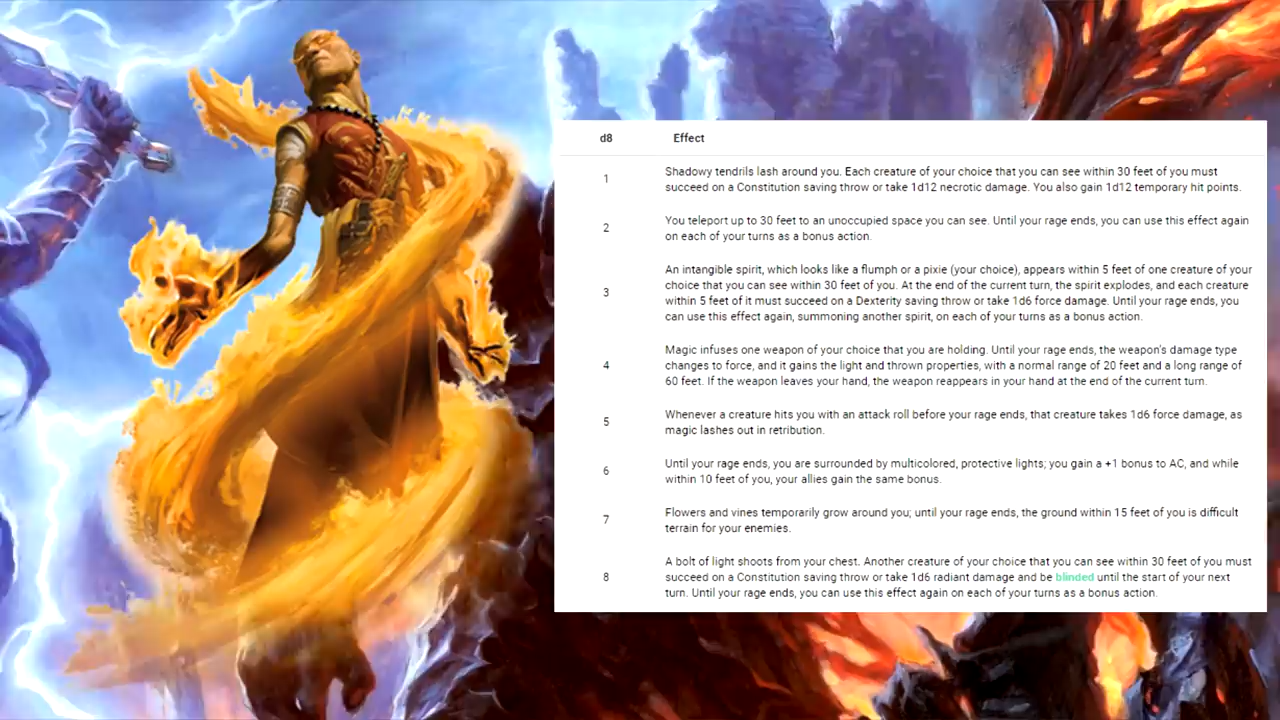 d8 Effect
1 Shadowy tendrils lash around you. Each creature of your choice that you can see within 30 feet of you must
succeed on a Constitution saving throw or take 1d12 necrotic damage. You also gain 1d12 temporary hit points.
2 You teleport up to 30 feet to an unoccupied space you can see. Until your rage ends, you can use this effect again
on each of your turns as a bonus action.
3 An intangible spirit, which looks like a flumph or a pixie (your choice), appears within 5 feet of one creature of your
choice that you can see within 30 feet of you. At the end of the current turn, the spirit explodes, and each creature
within 5 feet of it must succeed on a Dexterity saving throw or take 1d6 force damage. Until your rage ends, you
can use this effect again, summoning another spirit, on each of your turns as a bonus action.
4 Magic infuses one weapon of your choice that you are holding. Until your rage ends, the weapon's damage type
changes to force, and it gains the light and thrown properties, with a normal range of 20 feet and a long range of
60 feet. If the weapon leaves your hand, the weapon reappears in your hand at the end of the current turn.
5 Whenever a creature hits you with an attack roll before your rage ends, that creature takes 1d6 force damage, as
magic lashes out in retribution.
6 Until your rage ends, you are surrounded by multicolored, protective lights; you gain a +1 bonus to AC, and while
within 10 feet of you, your allies gain the same bonus.
7 Flowers and vines temporarily grow around you; until your rage ends, the ground within 15 feet of you is difficult
terrain for your enemies.
8 A bolt of light shoots from your chest. Another creature of your choice that you can see within 30 feet of you must
succeed on a Constitution saving throw or take 1d6 radiant damage and be blinded until the start of your next
turn. Until your rage ends, you can use this effect again on each of your turns as a bonus action.